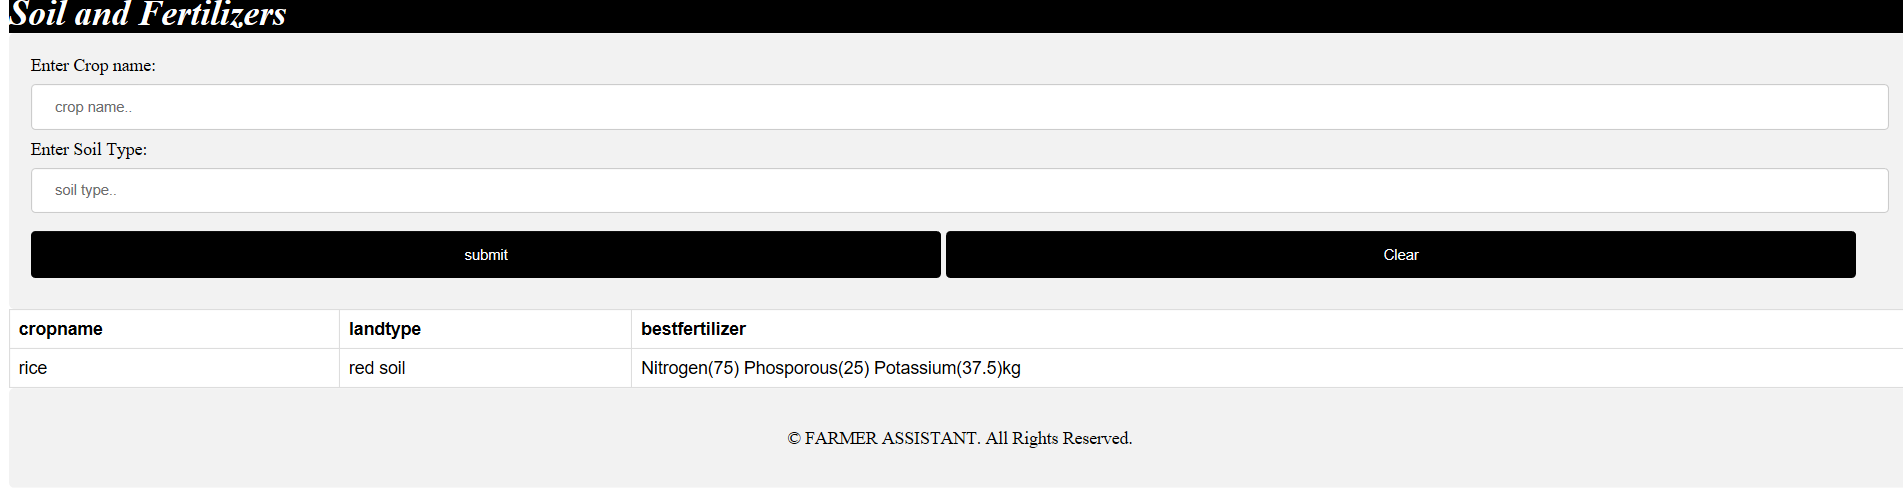 Soil and Fertilizers
Enter Crop name:
crop name..
Enter Soil Type:
soil type..
submit Clear
cropname landtype bestfertilizer
rice red soil Nitrogen(75) Phosporous(25) Potassium(37.5)kg
© FARMER ASSISTANT. All Rights Reserved.